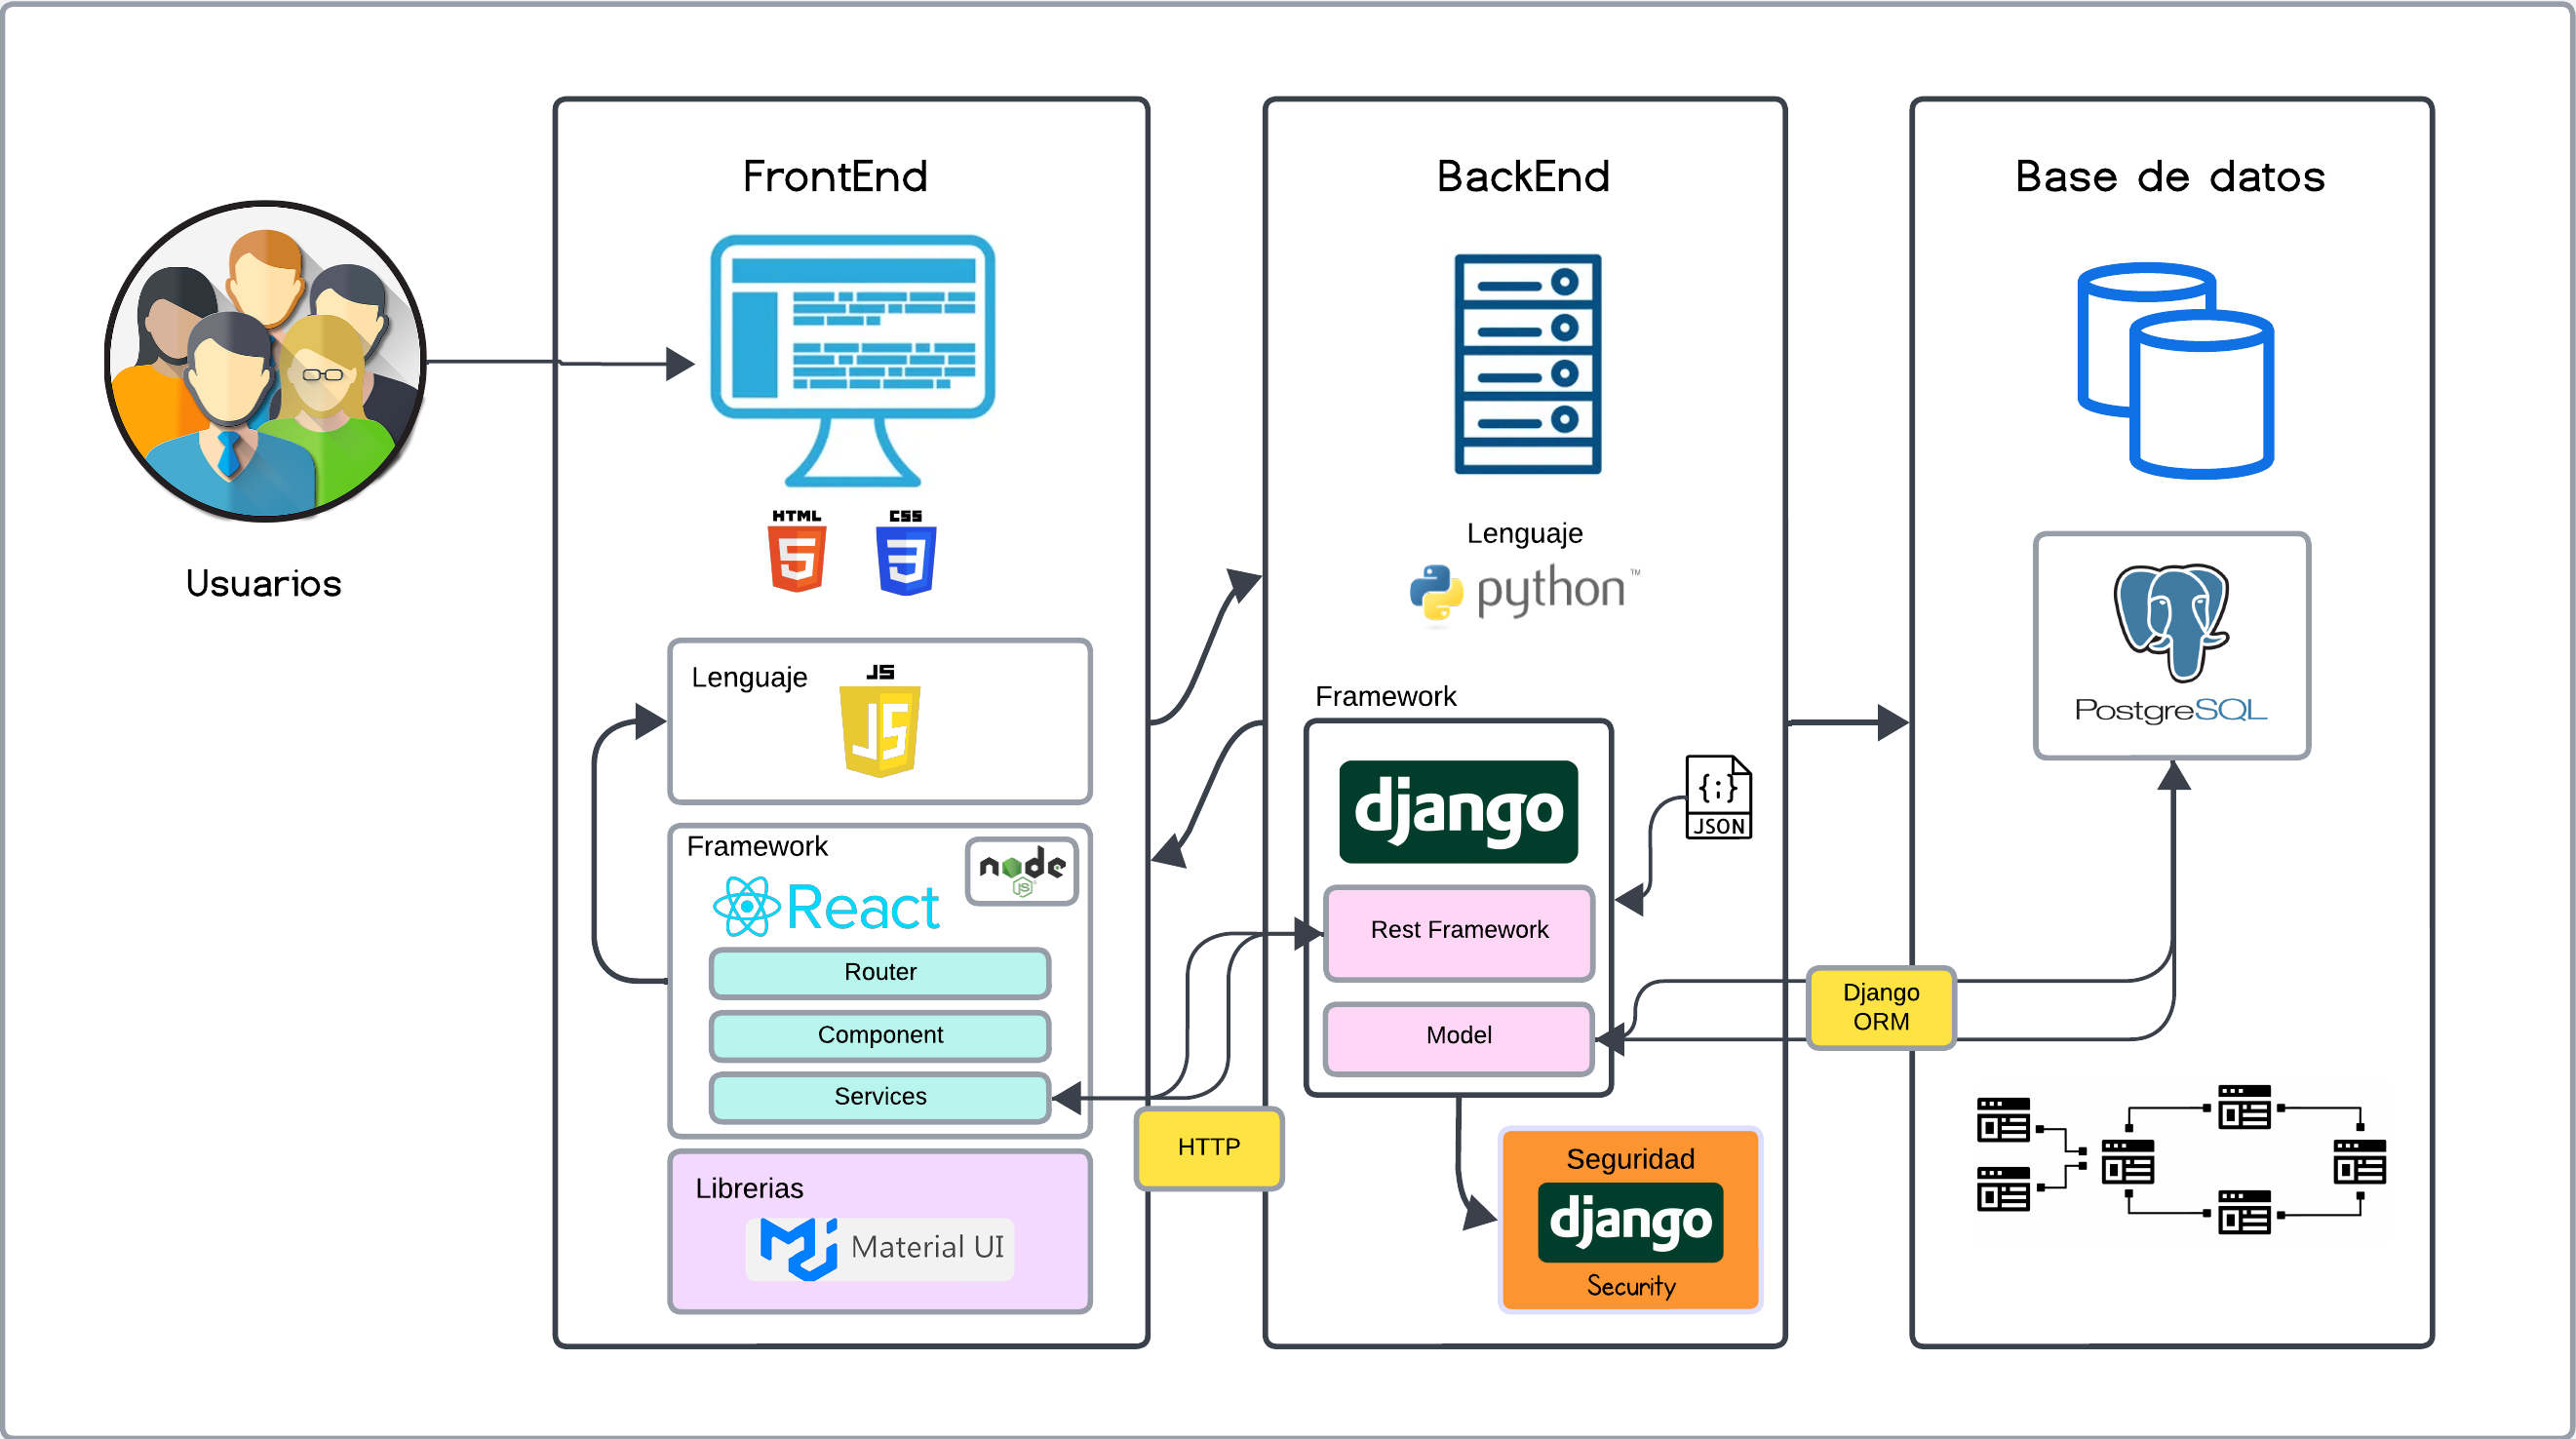 Usuarios
FrontEnd
HTML
5
CSS
3
Lenguaje
JS
JS
Framework
node
JS
React
Router
Component
Services
Librerias
Material UI
HTTP
BackEnd
Lenguaje
python™
Framework
django
{;}
JSON
Rest Framework
Model
Seguridad
django
Security
Django
ORM
Base de datos
PostgreSQL